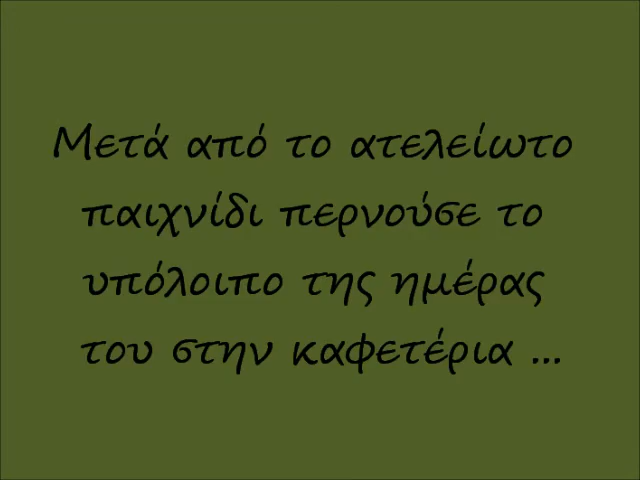 Μετά από το ατελείωτο
παιχνίδι περνούσε το
υπόλοιπο της ημέρας
του στην καφετέρια ...